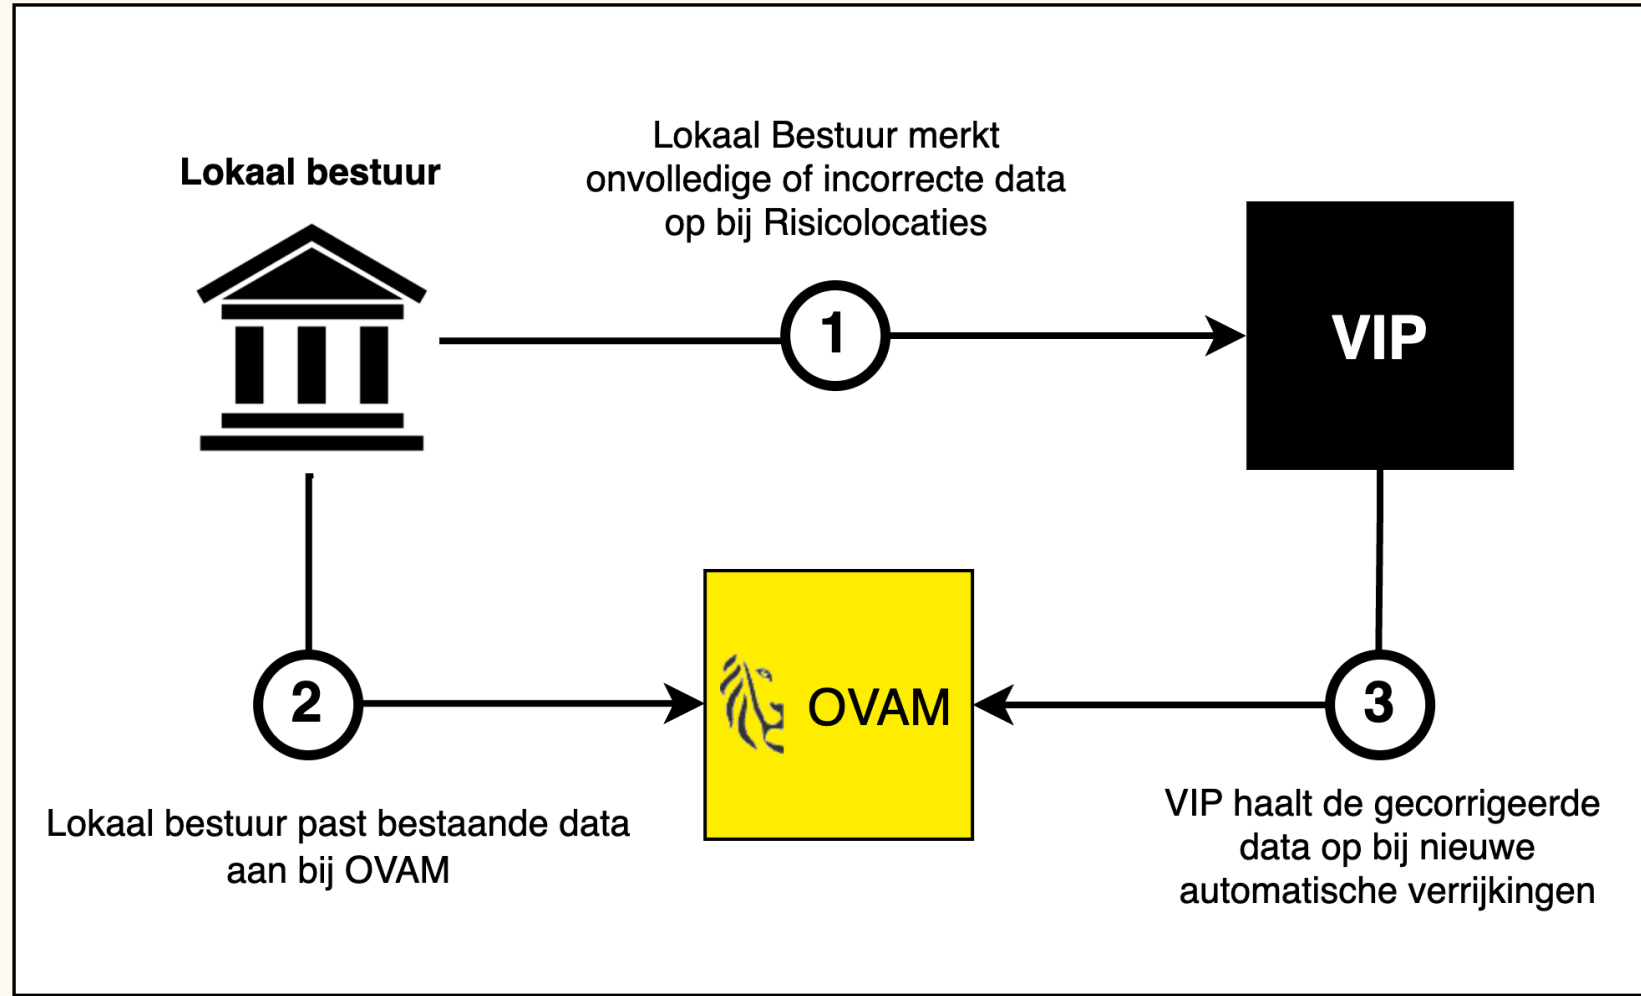 Lokaal bestuur
Lokaal Bestuur merkt
onvolledige of incorrecte data
op bij Risicolocaties
1
VIP
2
OVAM
3
Lokaal bestuur past bestaande data
aan bij OVAM
VIP haalt de gecorrigeerde
data op bij nieuwe
automatische verrijkingen